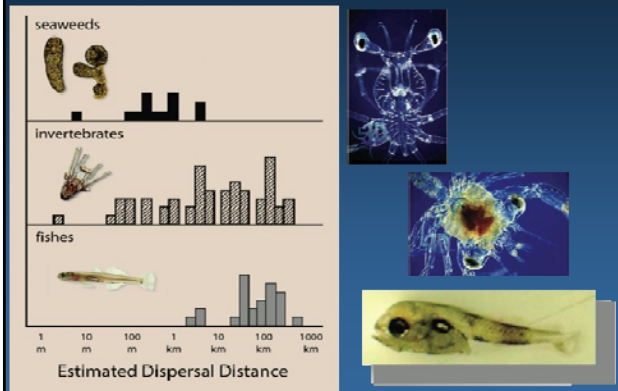 seaweeds
invertebrates
fishes
1 10 100 1 10 100 1000
m m m km km km km
Estimated Dispersal Distance